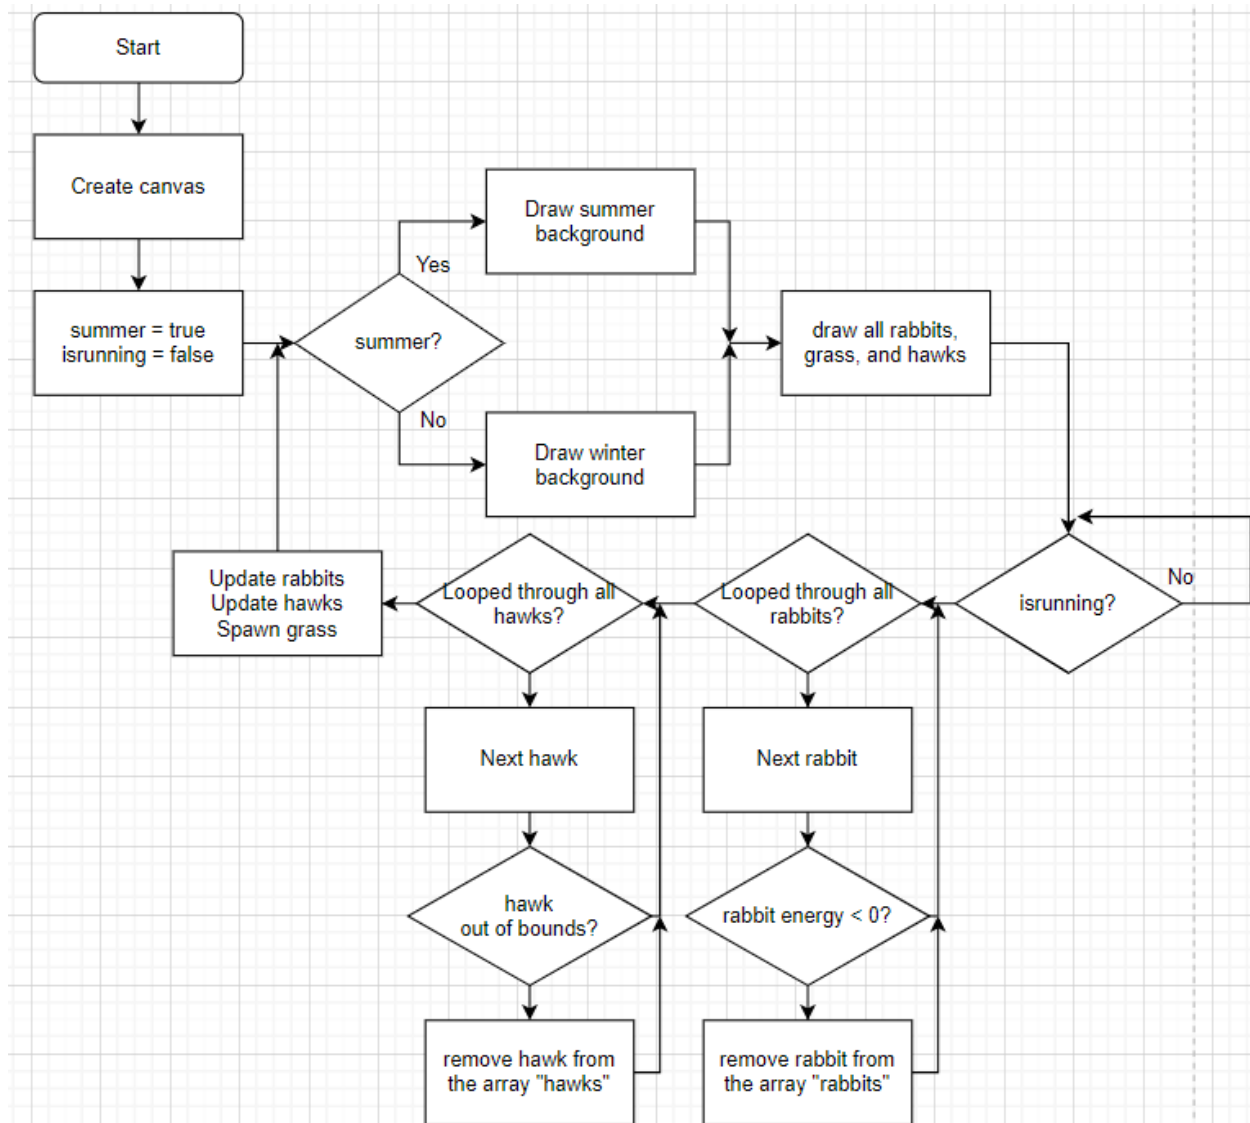 Start
Create canvas
summer = true
isrunning = false
summer?
Yes
No
Draw summer
background
Draw winter
background
draw all rabbits,
grass, and hawks
isrunning?
No
Looped through all
rabbits?
Next rabbit
rabbit energy < 0?
remove rabbit from
the array "rabbits"
Looped through all
hawks?
Next hawk
hawk
out of bounds?
remove hawk from
the array "hawks"
Update rabbits
Update hawks
Spawn grass